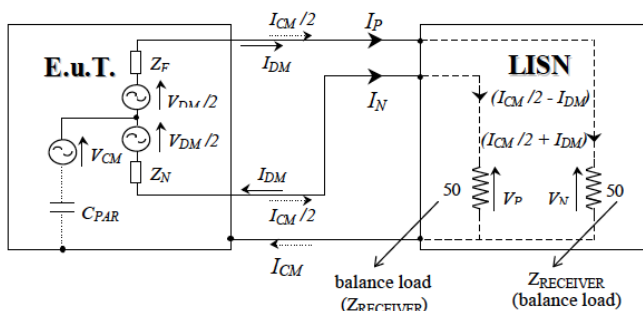 I_CM/2
I_P
E.u.T.
Z_F
I_DM
LISN
V_DM/2
I_N
(I_CM/2 - I_DM)
V_DM/2
(I_CM/2 + I_DM)
V_CM
Z_N
I_DM
50
V_P
V_N
50
C_PAR
I_CM/2
I_CM
balance load
(Z_RECEIVER)
Z_RECEIVER
(balance load)